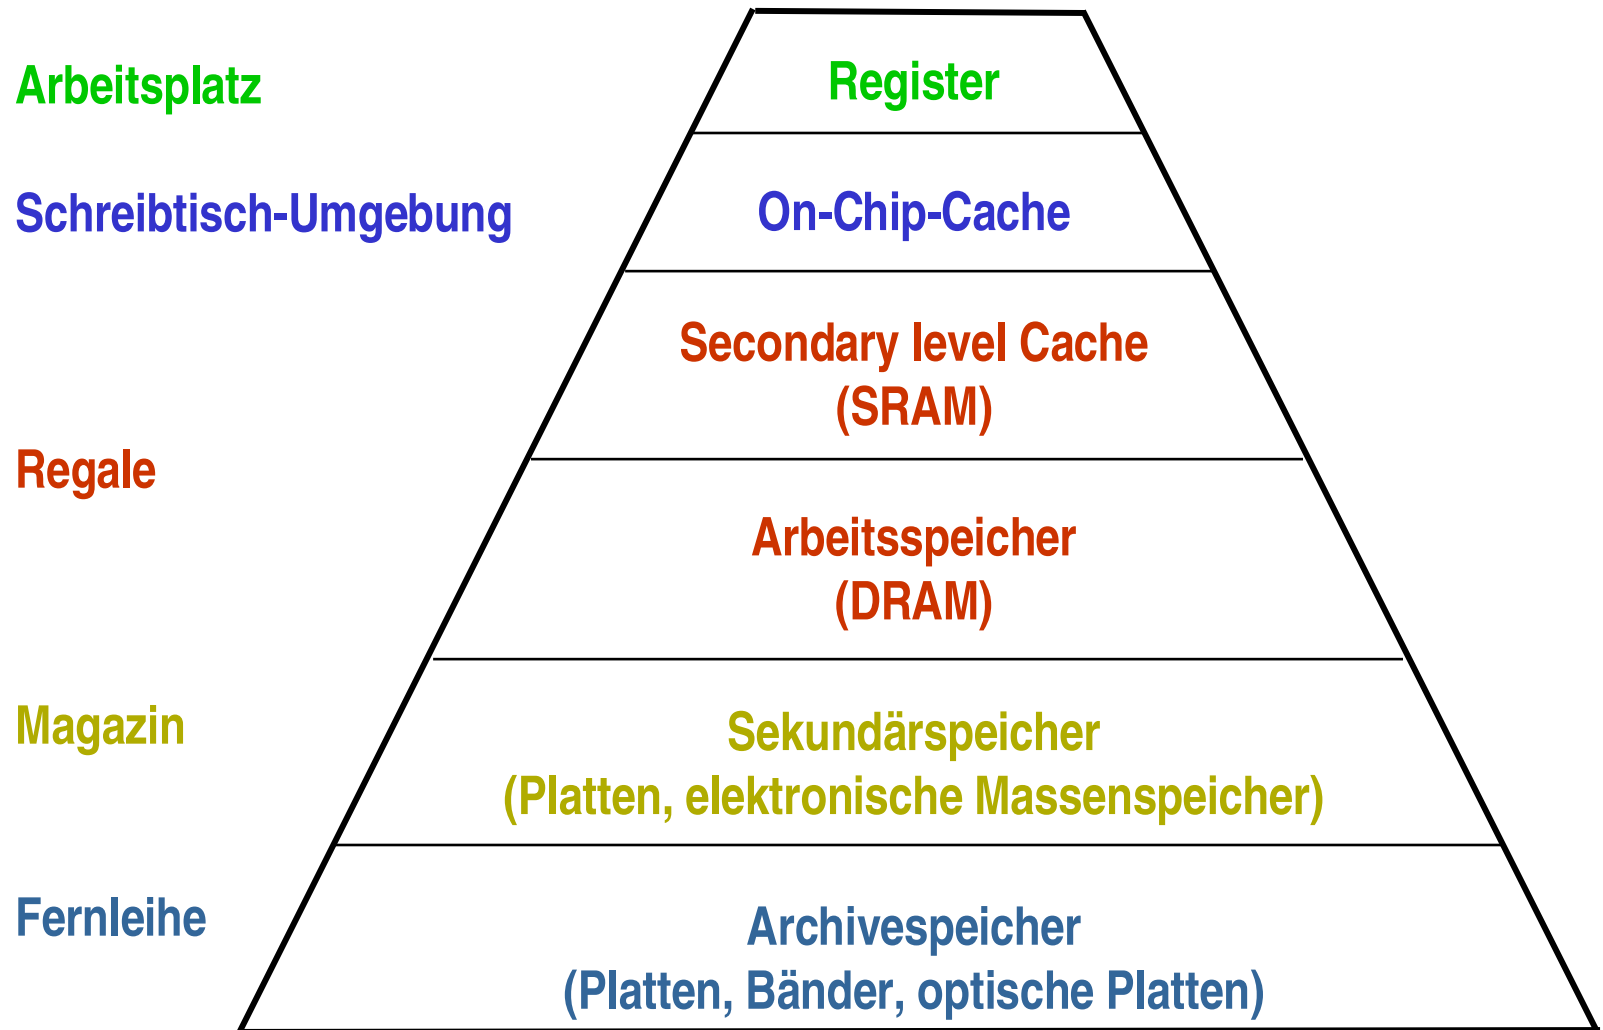 Arbeitsplatz
Register
Schreibtisch-Umgebung
On-Chip-Cache
Secondary level Cache
(SRAM)
Regale
Arbeitsspeicher
(DRAM)
Magazin
Sekundärspeicher
(Platten, elektronische Massenspeicher)
Fernleihe
Archivespeicher
(Platten, Bänder, optische Platten)